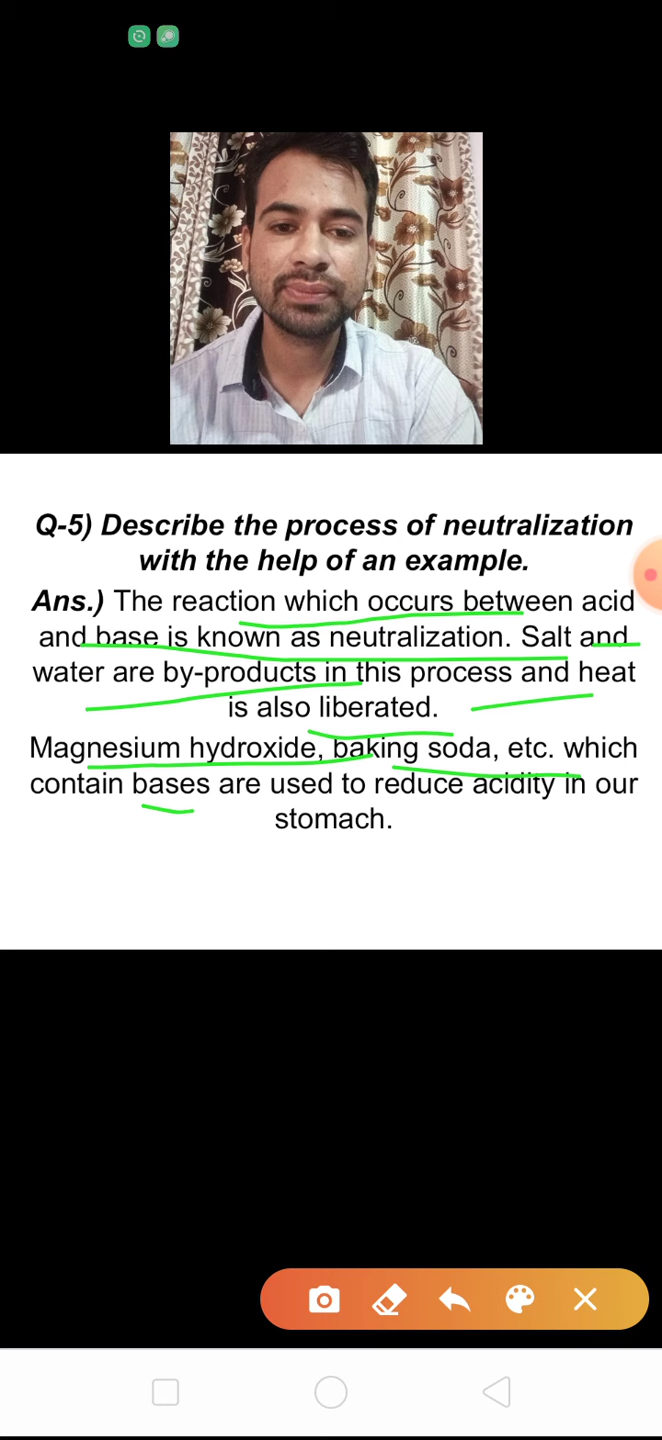 Q-5) Describe the process of neutralization
with the help of an example.
Ans.) The reaction which occurs between acid
and base is known as neutralization. Salt and
water are by-products in this process and heat
is also liberated.
Magnesium hydroxide, baking soda, etc. which
contain bases are used to reduce acidity in our
stomach.